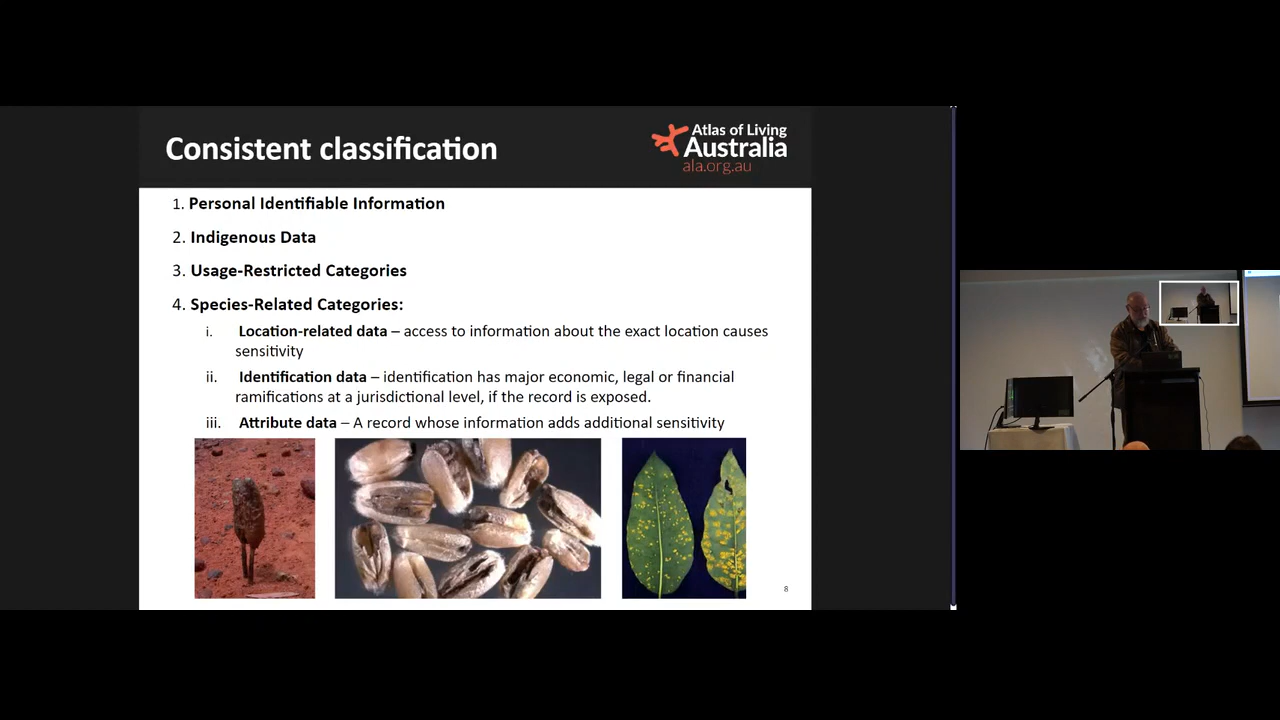 Consistent classification
Atlas of Living
Australia
ala.org.au
1. Personal Identifiable Information
2. Indigenous Data
3. Usage-Restricted Categories
4. Species-Related Categories:
i. Location-related data – access to information about the exact location causes
sensitivity
ii. Identification data – identification has major economic, legal or financial
ramifications at a jurisdictional level, if the record is exposed.
iii. Attribute data – A record whose information adds additional sensitivity
8